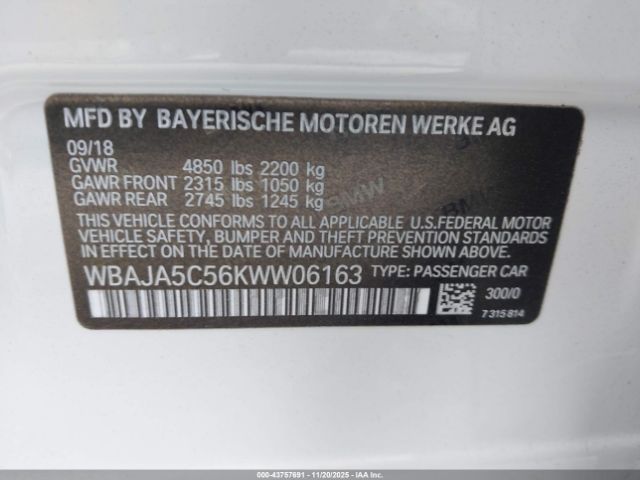 MFD BY BAYERISCHE MOTOREN WERKE AG
09/18
GVWR 4850 lbs 2200 kg
GAWR FRONT 2315 lbs 1050 kg
GAWR REAR 2745 lbs 1245 kg
THIS VEHICLE CONFORMS TO ALL APPLICABLE U.S.FEDERAL MOTOR
VEHICLE SAFETY, BUMPER AND THEFT PREVENTION STANDARDS
IN EFFECT ON THE DATE OF MANUFACTURE SHOWN ABOVE.
WBAJA5C56KWW06163 TYPE: PASSENGER CAR
300/0
7 315 814
BMW
BMW
000-43757691 - 11/20/2025 - IAA, Inc.